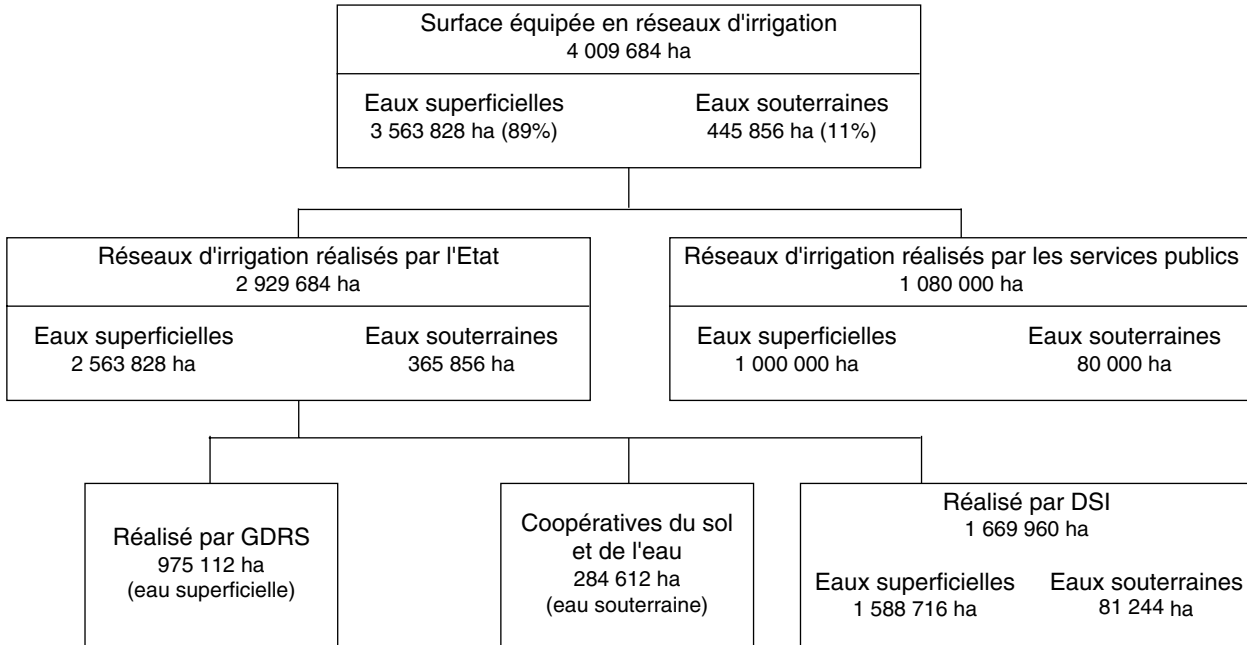 Surface équipée en réseaux d'irrigation
4 009 684 ha
Eaux superficielles Eaux souterraines
3 563 828 ha (89%) 445 856 ha (11%)
Réseaux d'irrigation réalisés par l'Etat
2 929 684 ha
Eaux superficielles Eaux souterraines
2 563 828 ha 365 856 ha
Réseaux d'irrigation réalisés par les services publics
1 080 000 ha
Eaux superficielles Eaux souterraines
1 000 000 ha 80 000 ha
Réalisé par GDRS
975 112 ha
(eau superficielle)
Coopératives du sol
et de l'eau
284 612 ha
(eau souterraine)
Réalisé par DSI
1 669 960 ha
Eaux superficielles Eaux souterraines
1 588 716 ha 81 244 ha